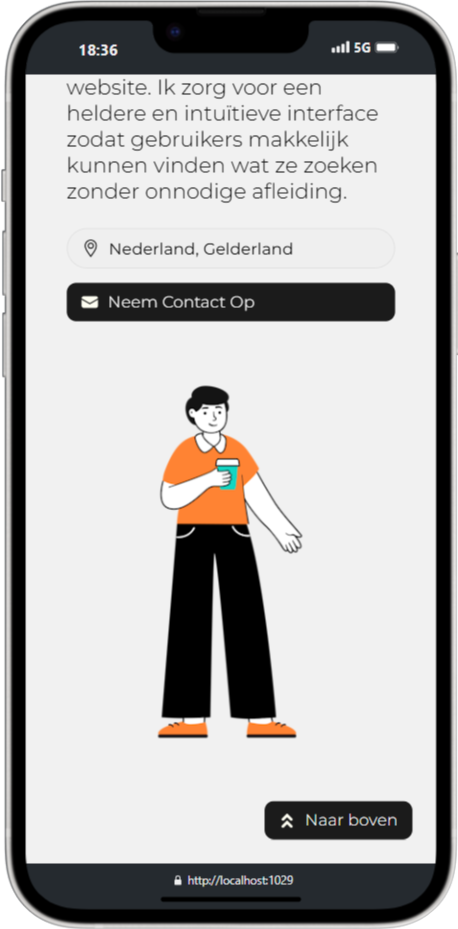 18:36
5G
website. Ik zorg voor een
heldere en intuïtieve interface
zodat gebruikers makkelijk
kunnen vinden wat ze zoeken
zonder onnodige afleiding.
Nederland, Gelderland
Neem Contact Op
Naar boven
http://localhost:1029